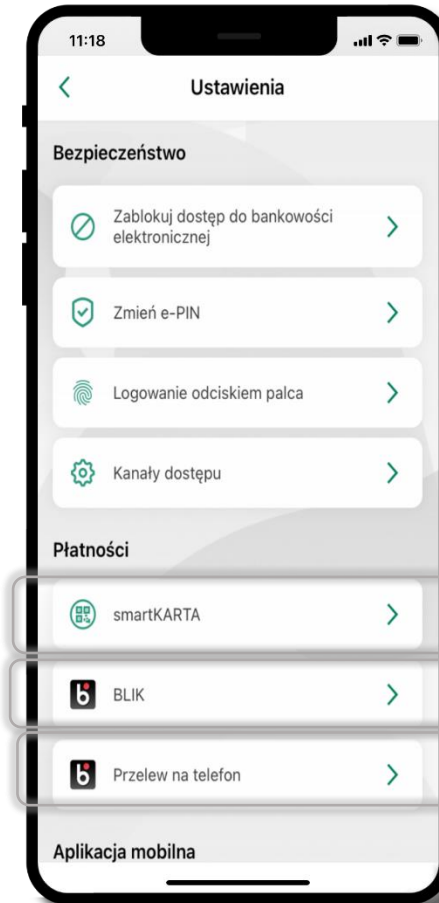 11:18
Ustawienia
Bezpieczeństwo
Zablokuj dostęp do bankowości
elektronicznej
Zmień e-PIN
Logowanie odciskiem palca
Kanały dostępu
Płatności
smartKARTA
BLIK
Przelew na telefon
Aplikacja mobilna